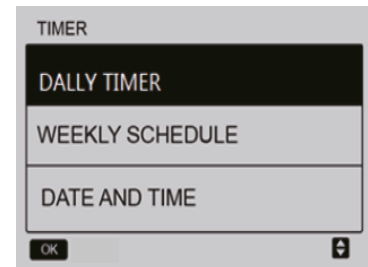 TIMER
DALLY TIMER
WEEKLY SCHEDULE
DATE AND TIME
OK